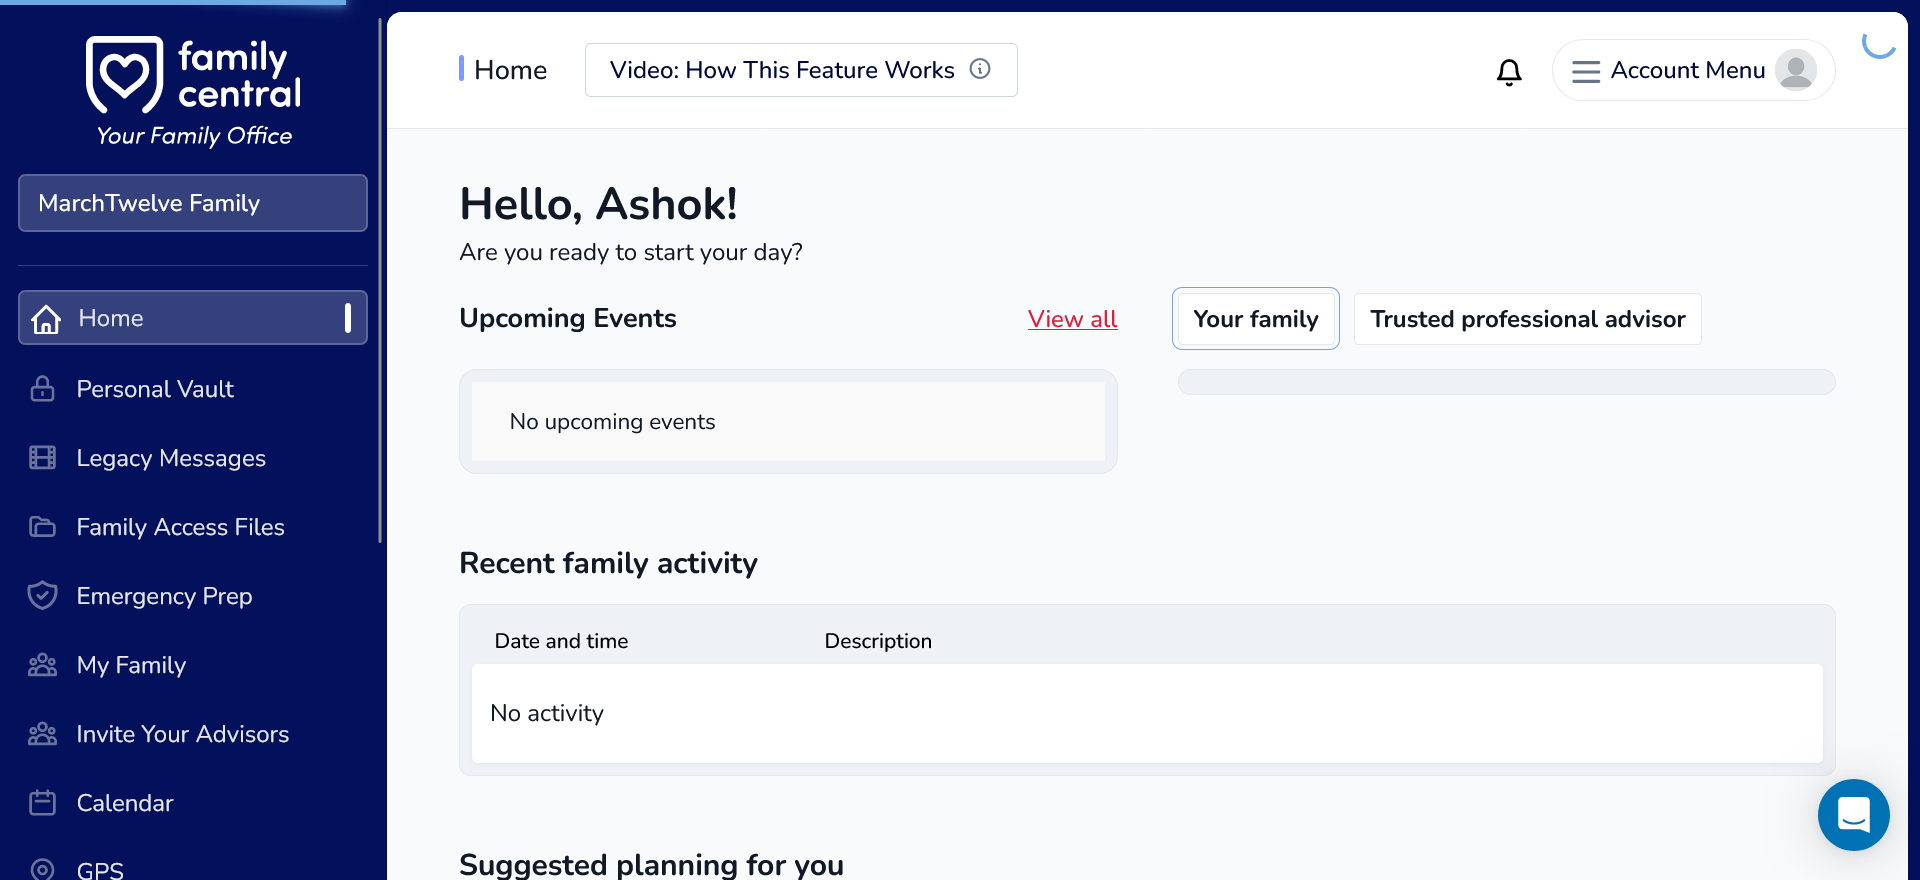 family
central
Your Family Office
MarchTwelve Family
Home
Personal Vault
Legacy Messages
Family Access Files
Emergency Prep
My Family
Invite Your Advisors
Calendar
GPS
Home
Video: How This Feature Works
Account Menu
Hello, Ashok!
Are you ready to start your day?
Upcoming Events
View all
No upcoming events
Your family
Trusted professional advisor
Recent family activity
Date and time
Description
No activity
Suggested planning for you